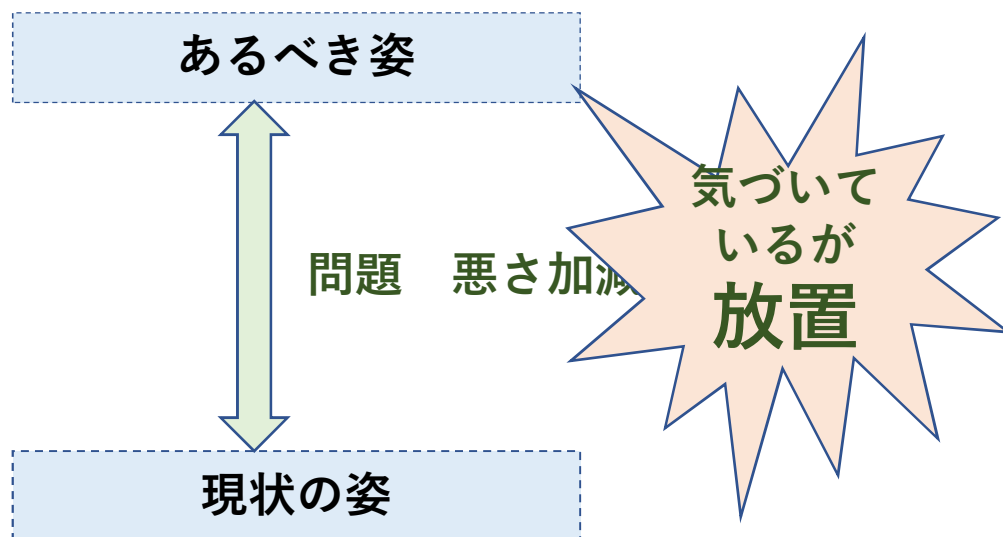 あるべき姿
気づいて
いるが
放置
問題　悪さ加減
現状の姿